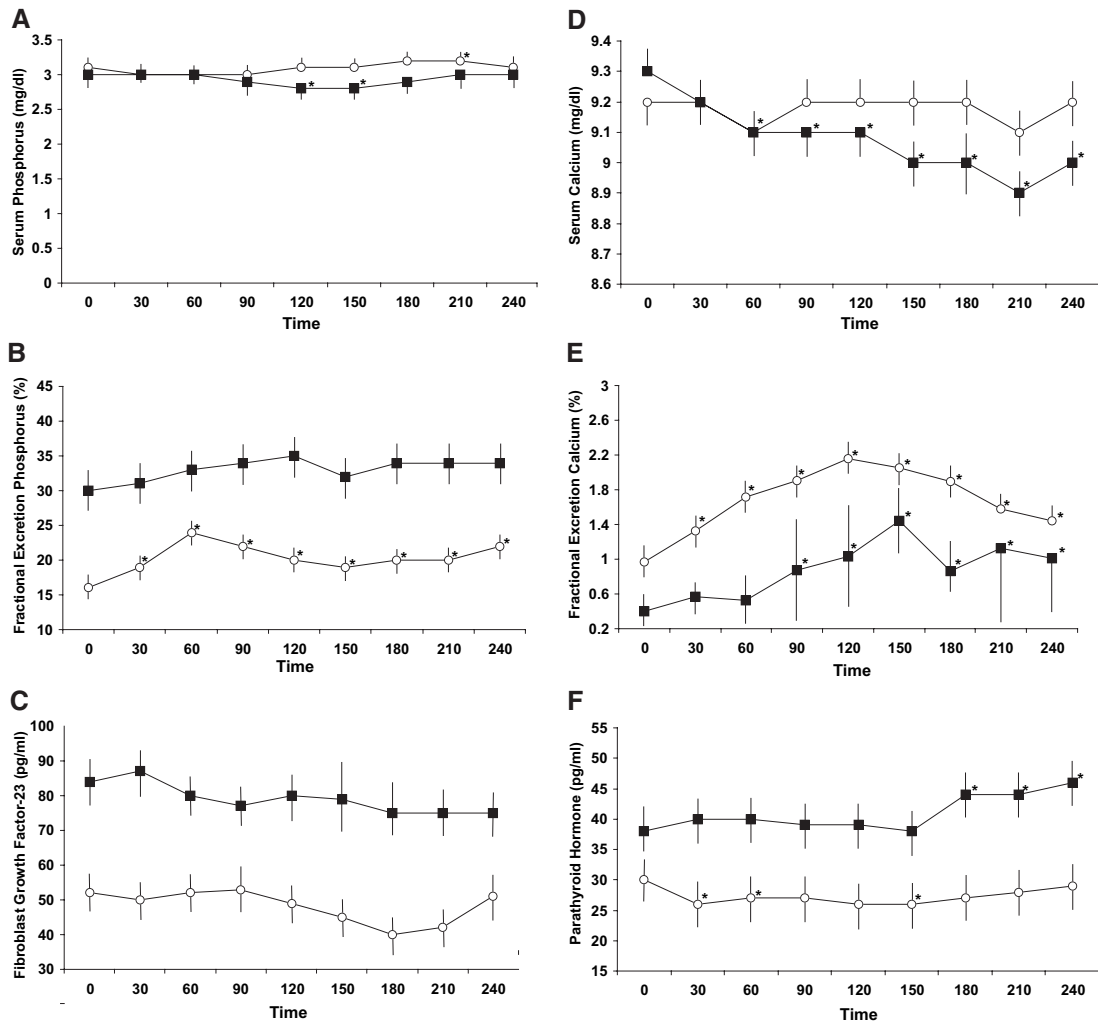 A
Serum Phosphorus (mg/dl)
3.5
3
2.5
2
1.5
1
0.5
0
* * *
0 30 60 90 120 150 180 210 240
Time
B
Fractional Excretion Phosphorus (%)
45
40
35
30
25
20
15
10
* * * * * * * *
0 30 60 90 120 150 180 210 240
Time
C
Fibroblast Growth Factor-23 (pg/ml)
100
90
80
70
60
50
40
30
0 30 60 90 120 150 180 210 240
Time
D
Serum Calcium (mg/dl)
9.4
9.3
9.2
9.1
9
8.9
8.8
8.7
8.6
* * * * * * *
0 30 60 90 120 150 180 210 240
Time
E
Fractional Excretion Calcium (%)
3
2.6
2.2
1.8
1.4
1
0.6
0.2
* * * * * * * *
* * * * * *
0 30 60 90 120 150 180 210 240
Time
F
Parathyroid Hormone (pg/ml)
55
50
45
40
35
30
25
20
15
* * *
* * *
0 30 60 90 120 150 180 210 240
Time